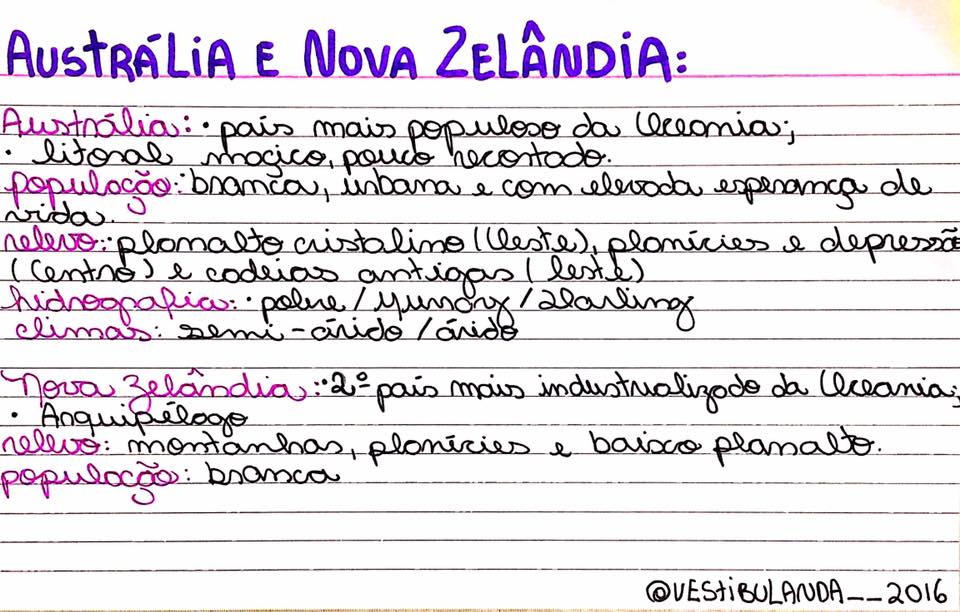 AUSTRÁLIA E NOVA ZELÂNDIA:
Austrália: • país mais populoso da Oceania;
• litoral maciço, pouco recortado.
população: branca, urbana e com elevada esperança de
vida.
relevo: planalto cristalino (Oeste), planícies e depressão
(Centro) e cadeias antigas (leste)
hidrografia: • pobre / Murray / Darling
climas: semi-árido / árido
Nova Zelândia: • 2º país mais industrializado da Oceania;
• Arquipélago
relevo: montanhas, planícies e baixo planalto.
população: branca
@VESTIBULANDA__2016